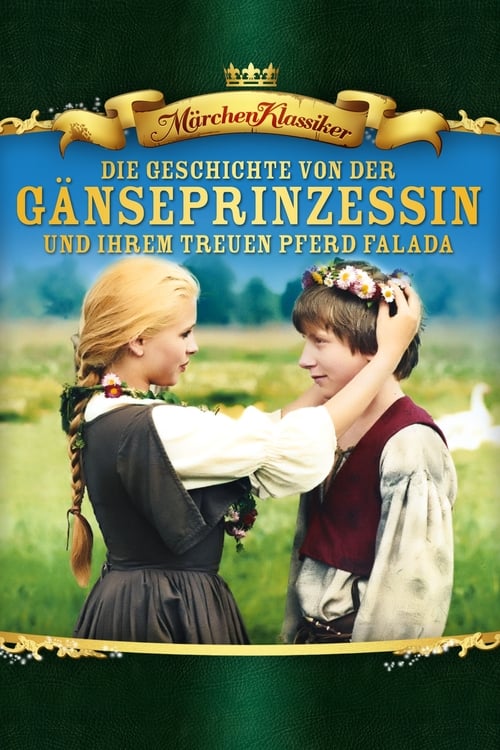 MärchenKlassiker
DIE GESCHICHTE VON DER
GÄNSEPRINZESSIN
UND IHREM TREUEN PFERD FALADA